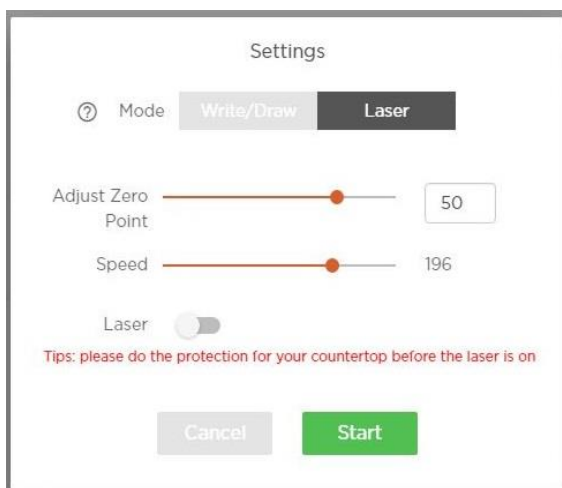 Settings
? Mode Write/Draw Laser
Adjust Zero Point 50
Speed 196
Laser
Tips: please do the protection for your countertop before the laser is on
Cancel Start